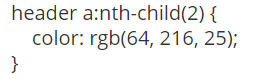 header a:nth-child(2) {
    color: rgb(64, 216, 25);
}